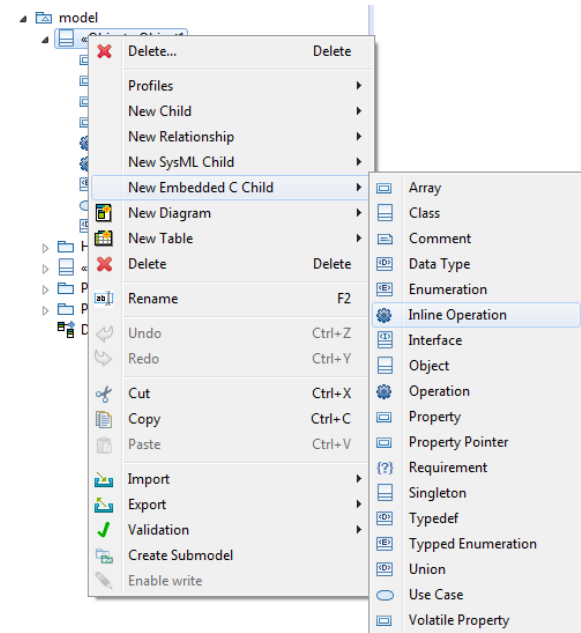 model
Delete... Delete
Profiles
New Child
New Relationship
New SysML Child
New Embedded C Child
New Diagram
New Table
Delete Delete
Rename F2
Undo Ctrl+Z
Redo Ctrl+Y
Cut Ctrl+X
Copy Ctrl+C
Paste Ctrl+V
Import
Export
Validation
Create Submodel
Enable write
Array
Class
Comment
Data Type
Enumeration
Inline Operation
Interface
Object
Operation
Property
Property Pointer
Requirement
Singleton
Typedef
Typped Enumeration
Union
Use Case
Volatile Property